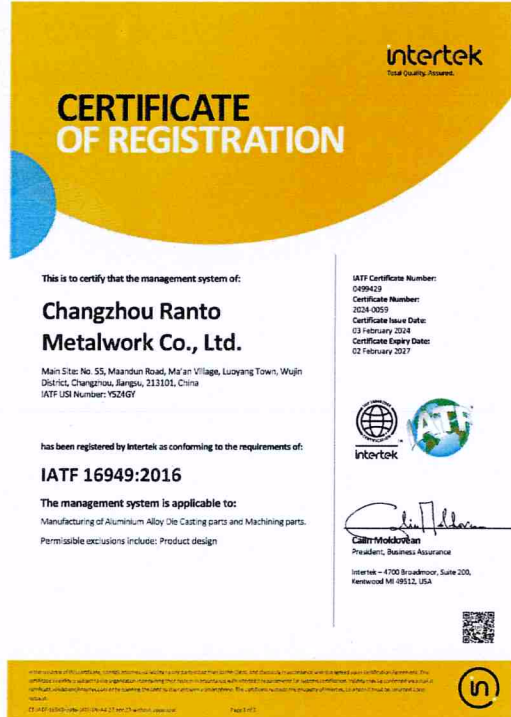 intertek
Total Quality. Assured.
CERTIFICATE
OF REGISTRATION
This is to certify that the management system of:
Changzhou Ranto
Metalwork Co., Ltd.
Main Site: No. 55, Maandun Road, Ma'an Village, Luoyang Town, Wujin
District, Changzhou, Jiangsu, 213101, China
IATF USI Number: Y5Z4GY
has been registered by Intertek as conforming to the requirements of:
IATF 16949:2016
The management system is applicable to:
Manufacturing of Aluminium Alloy Die Casting parts and Machining parts.
Permissible exclusions include: Product design
IATF Certificate Number:
0499429
Certificate Number:
2024-0059
Certificate Issue Date:
03 February 2024
Certificate Expiry Date:
02 February 2027
intertek
IATF
Calin Moldovean
President, Business Assurance
Intertek – 4700 Broadmoor, Suite 200,
Kentwood MI 49512, USA
in